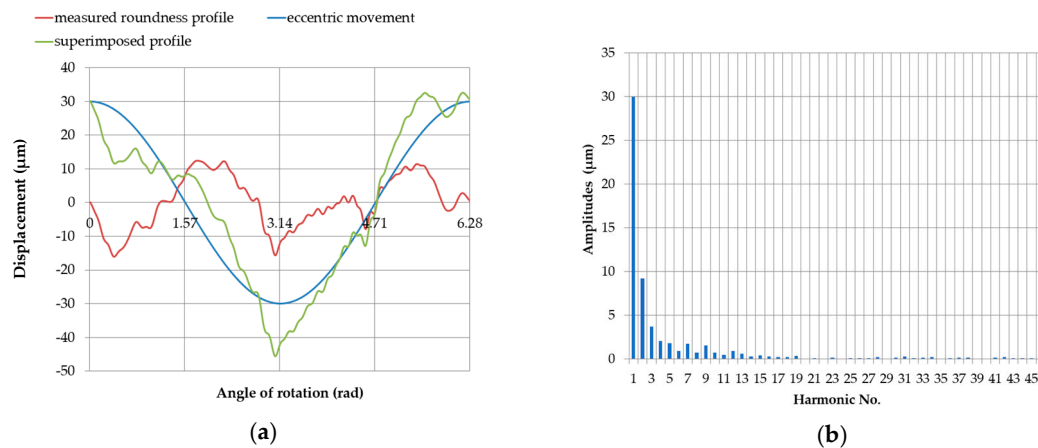 measured roundness profile eccentric movement
superimposed profile
40
30
20
10
0
-10
-20
-30
-40
-50
0 1.57 3.14 4.71 6.28
Displacement (μm)
Angle of rotation (rad)
(a)
35
30
25
20
15
10
5
0
1 3 5 7 9 11 13 15 17 19 21 23 25 27 29 31 33 35 37 39 41 43 45
Amplitudes (μm)
Harmonic No.
(b)